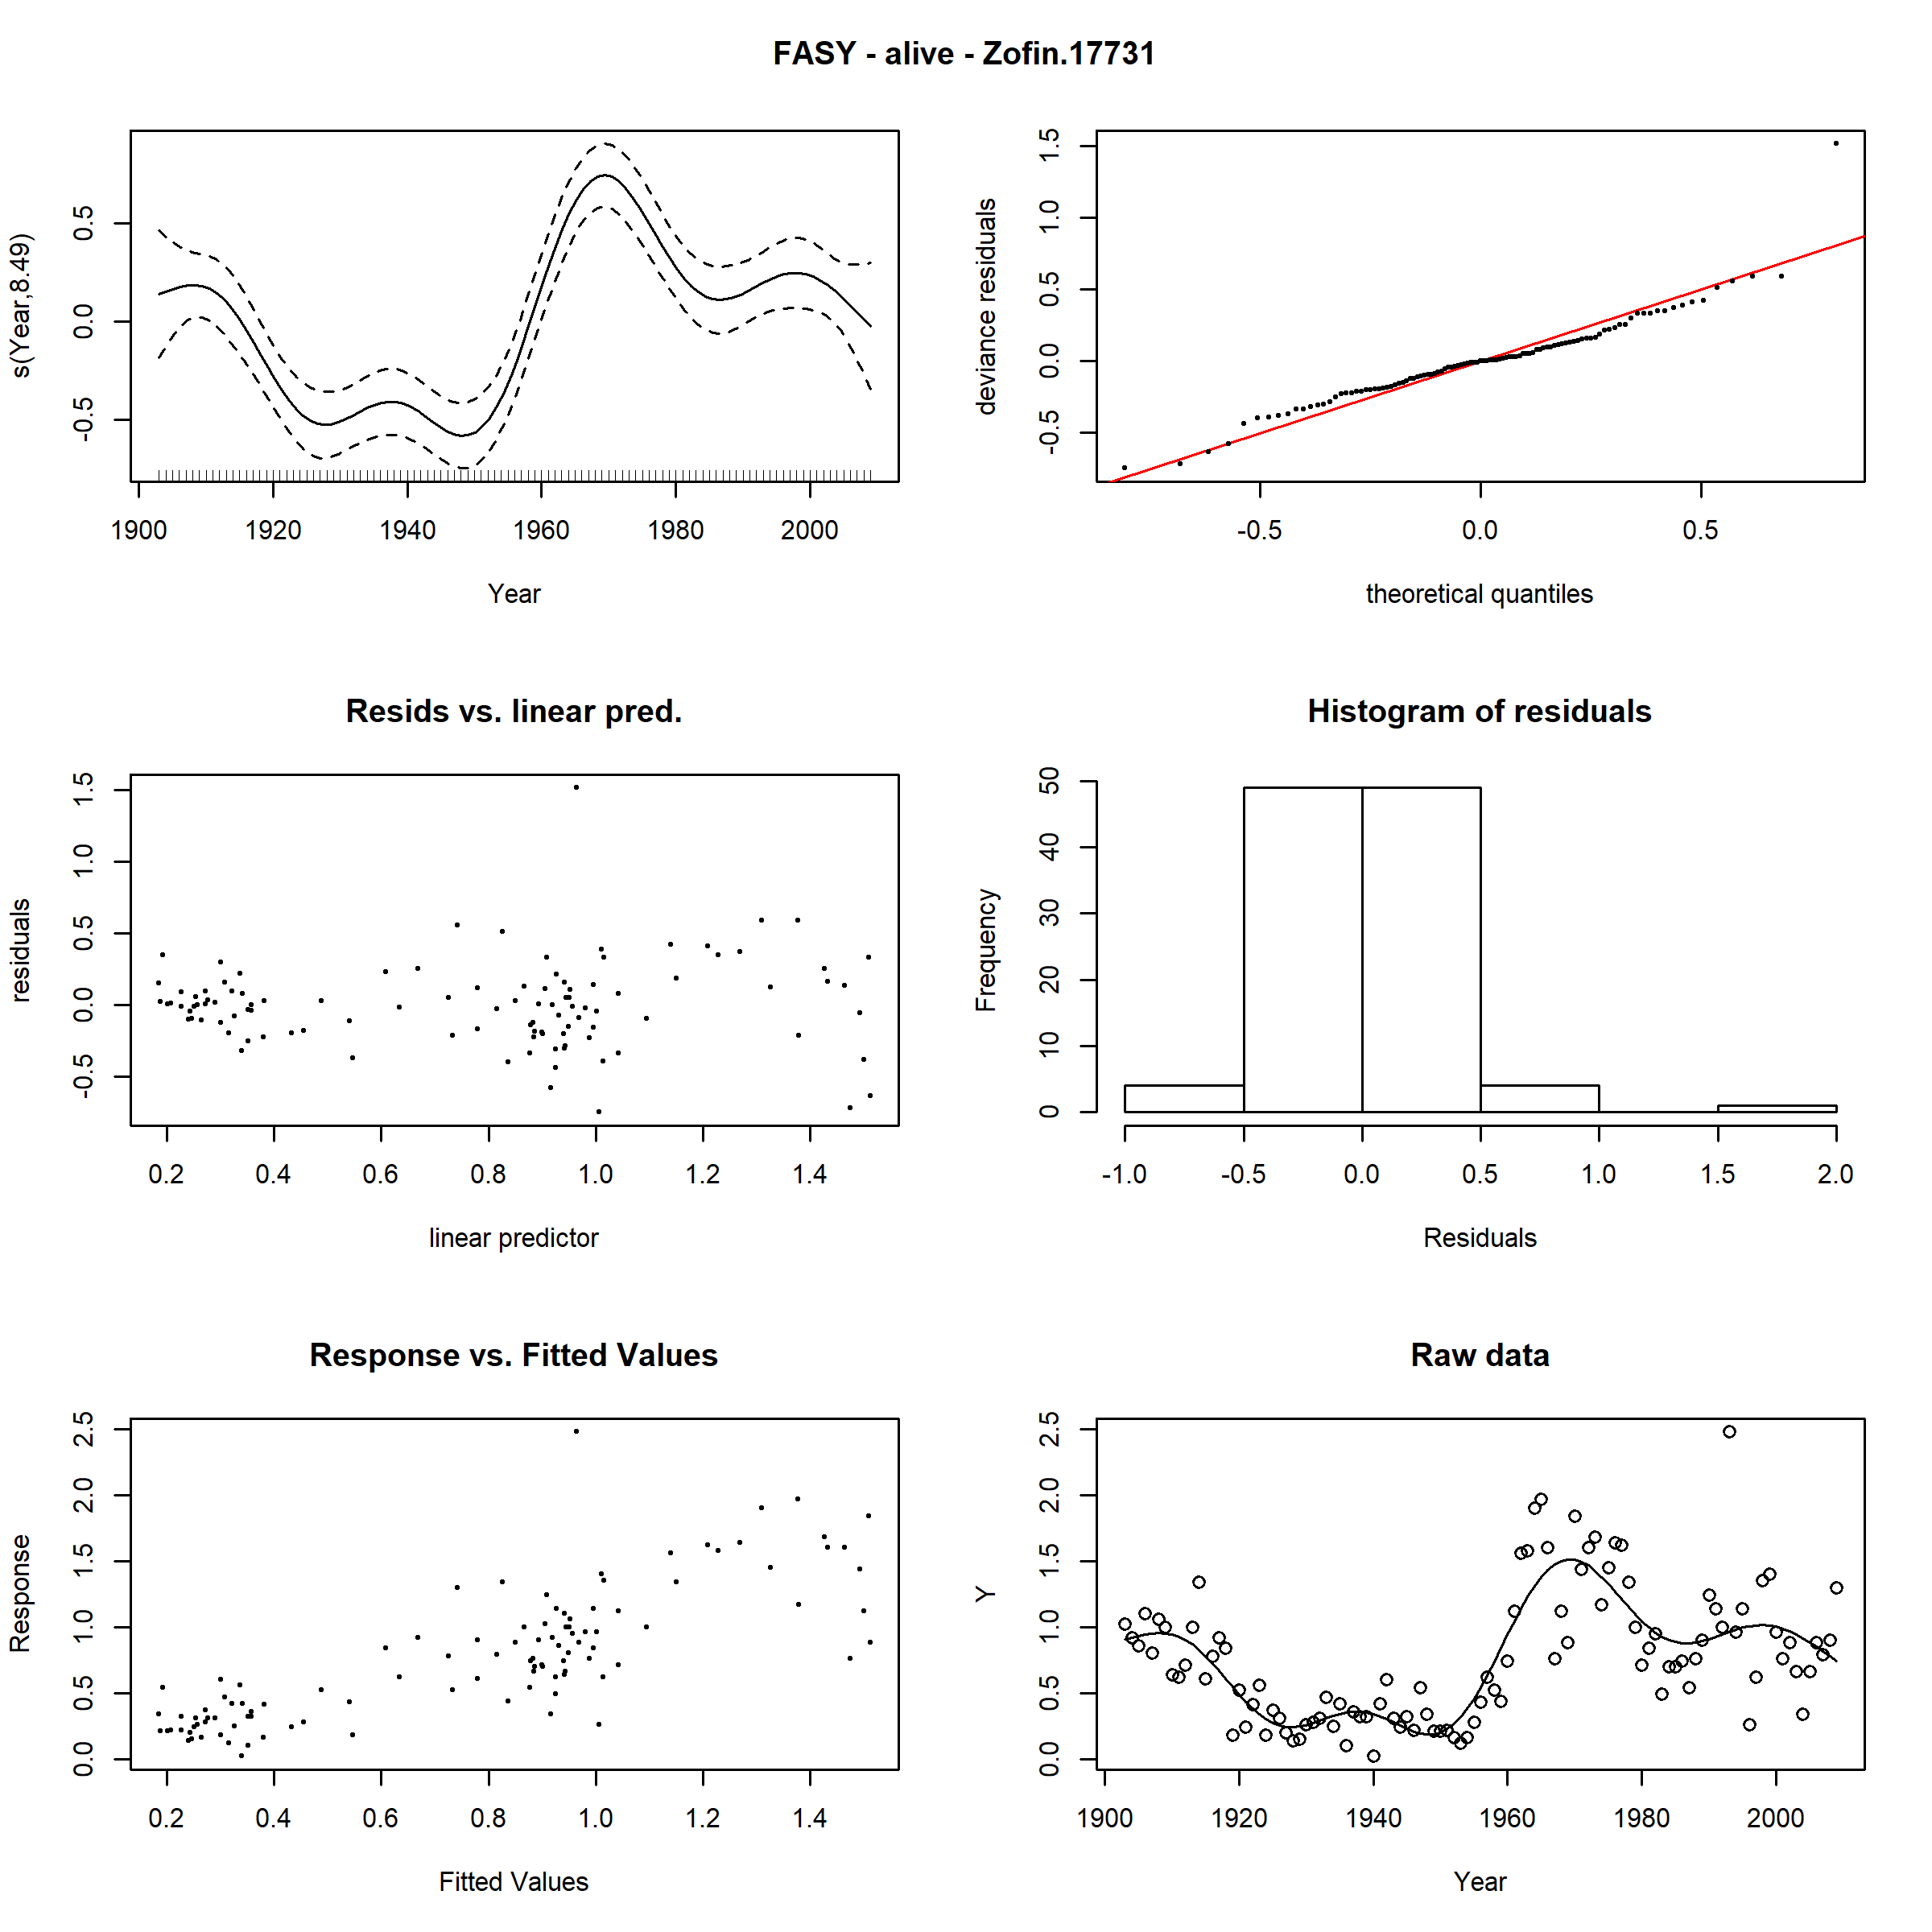 FASY - alive - Zofin.17731
s(Year,8.49)
-0.5 0.0 0.5
1900 1920 1940 1960 1980 2000
Year
deviance residuals
-0.5 0.0 0.5 1.0 1.5
-0.5 0.0 0.5
theoretical quantiles
Resids vs. linear pred.
residuals
-0.5 0.0 0.5 1.0 1.5
0.2 0.4 0.6 0.8 1.0 1.2 1.4
linear predictor
Histogram of residuals
Frequency
0 10 20 30 40 50
-1.0 -0.5 0.0 0.5 1.0 1.5 2.0
Residuals
Response vs. Fitted Values
Response
0.0 0.5 1.0 1.5 2.0 2.5
0.2 0.4 0.6 0.8 1.0 1.2 1.4
Fitted Values
Raw data
Y
0.0 0.5 1.0 1.5 2.0 2.5
1900 1920 1940 1960 1980 2000
Year